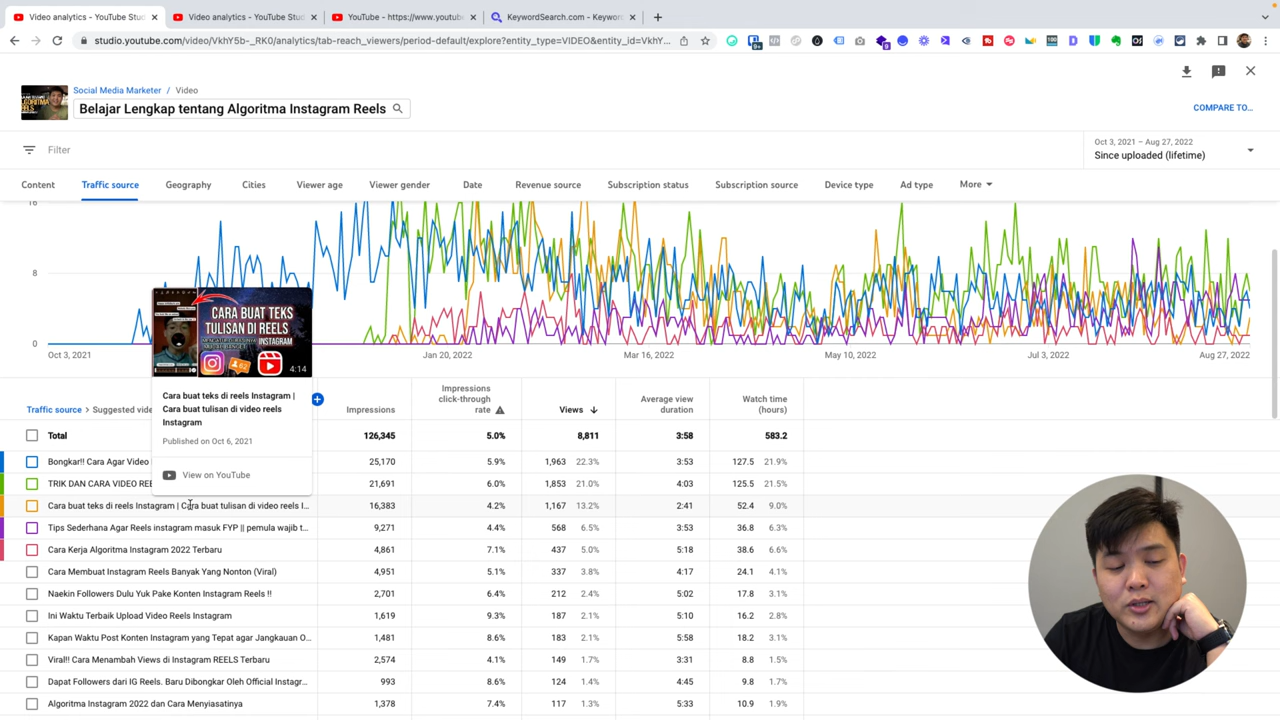 Video analytics - YouTube Stud
Video analytics - YouTube Stud
YouTube - https://www.youtube
KeywordSearch.com - Keywor
studio.youtube.com/video/VkhY5b-_RK0/analytics/tab-reach_viewers/period-default/explore?entity_type=VIDEO&entity_id=VkhY...
Social Media Marketer / Video
Belajar Lengkap tentang Algoritma Instagram Reels
COMPARE TO...
Filter
Oct 3, 2021 – Aug 27, 2022
Since uploaded (lifetime)
Content Traffic source Geography Cities Viewer age Viewer gender Date Revenue source Subscription status Subscription source Device type Ad type More
16
8
0
Oct 3, 2021 Jan 20, 2022 Mar 16, 2022 May 10, 2022 Jul 3, 2022 Aug 27, 2022
CARA BUAT TEKS
TULISAN DI REELS
INSTAGRAM
4:14
Cara buat teks di reels Instagram |
Cara buat tulisan di video reels
Instagram
Published on Oct 6, 2021
View on YouTube
Traffic source > Suggested vide
Impressions
Impressions
click-through
rate
Views
Average view
duration
Watch time
(hours)
Total 126,345 5.0% 8,811 3:58 583.2
Bongkar!! Cara Agar Video 25,170 5.9% 1,963 22.3% 3:53 127.5 21.9%
TRIK DAN CARA VIDEO REE 21,691 6.0% 1,853 21.0% 4:03 125.5 21.5%
Cara buat teks di reels Instagram | Cara buat tulisan di video reels I... 16,383 4.2% 1,167 13.2% 2:41 52.4 9.0%
Tips Sederhana Agar Reels instagram masuk FYP || pemula wajib t... 9,271 4.4% 568 6.5% 3:53 36.8 6.3%
Cara Kerja Algoritma Instagram 2022 Terbaru 4,861 7.1% 437 5.0% 5:18 38.6 6.6%
Cara Membuat Instagram Reels Banyak Yang Nonton (Viral) 4,951 5.1% 337 3.8% 4:17 24.1 4.1%
Naekin Followers Dulu Yuk Pake Konten Instagram Reels !! 2,701 6.4% 212 2.4% 5:02 17.8 3.1%
Ini Waktu Terbaik Upload Video Reels Instagram 1,619 9.3% 187 2.1% 5:10 16.2 2.8%
Kapan Waktu Post Konten Instagram yang Tepat agar Jangkauan O... 1,481 8.6% 183 2.1% 5:58 18.2 3.1%
Viral!! Cara Menambah Views di Instagram REELS Terbaru 2,574 4.1% 149 1.7% 3:31 8.8 1.5%
Dapat Followers dari IG Reels. Baru Dibongkar Oleh Official Instagr... 993 8.6% 124 1.4% 4:45 9.8 1.7%
Algoritma Instagram 2022 dan Cara Menyiasatinya 1,378 7.4% 117 1.3% 5:33 10.9 1.9%